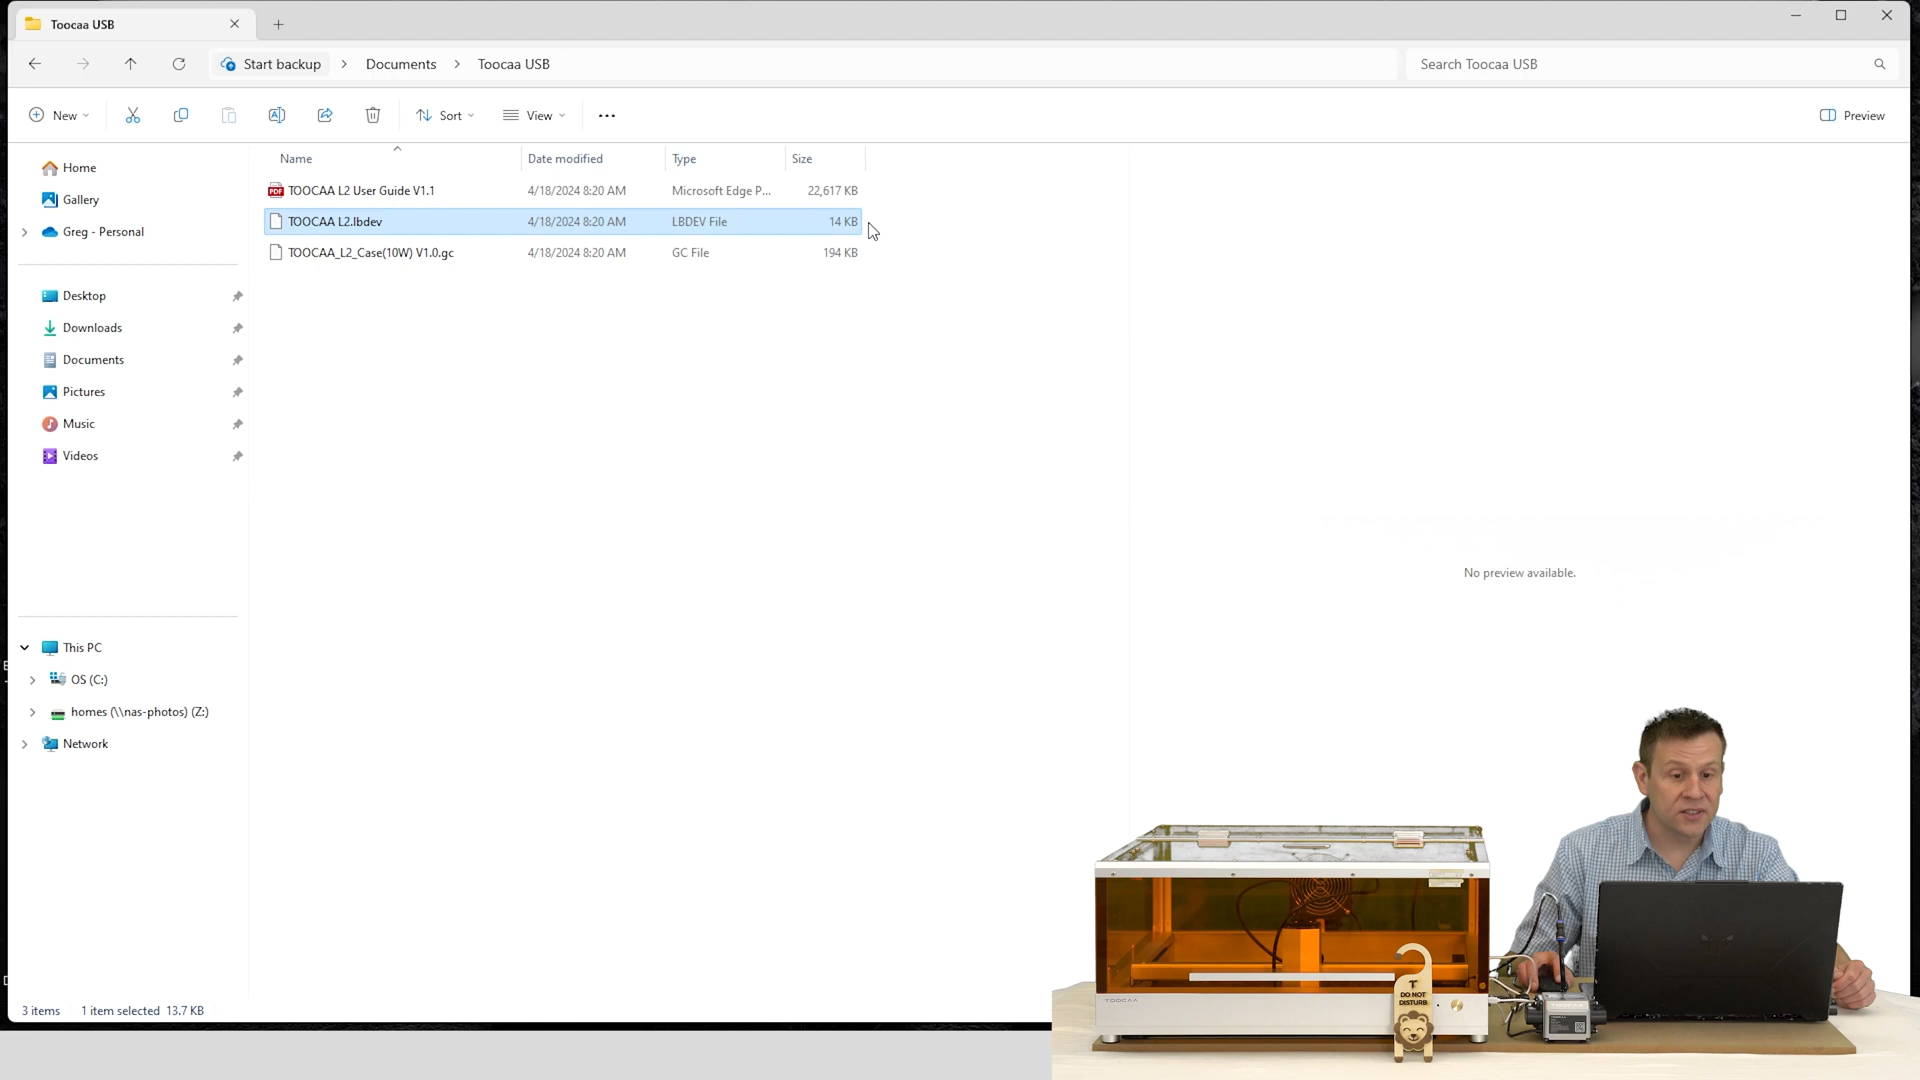 Toocaa USB
Start backup > Documents > Toocaa USB
Search Toocaa USB
New
Sort
View
Preview
Name
Date modified
Type
Size
TOOCAA L2 User Guide V1.1 4/18/2024 8:20 AM Microsoft Edge P... 22,617 KB
TOOCAA L2.lbdev 4/18/2024 8:20 AM LBDEV File 14 KB
TOOCAA_L2_Case(10W) V1.0.gc 4/18/2024 8:20 AM GC File 194 KB
Home
Gallery
Greg - Personal
Desktop
Downloads
Documents
Pictures
Music
Videos
This PC
OS (C:)
homes (\\nas-photos) (Z:)
Network
No preview available.
3 items 1 item selected 13.7 KB
TOOCAA
T
DO NOT
DISTURB